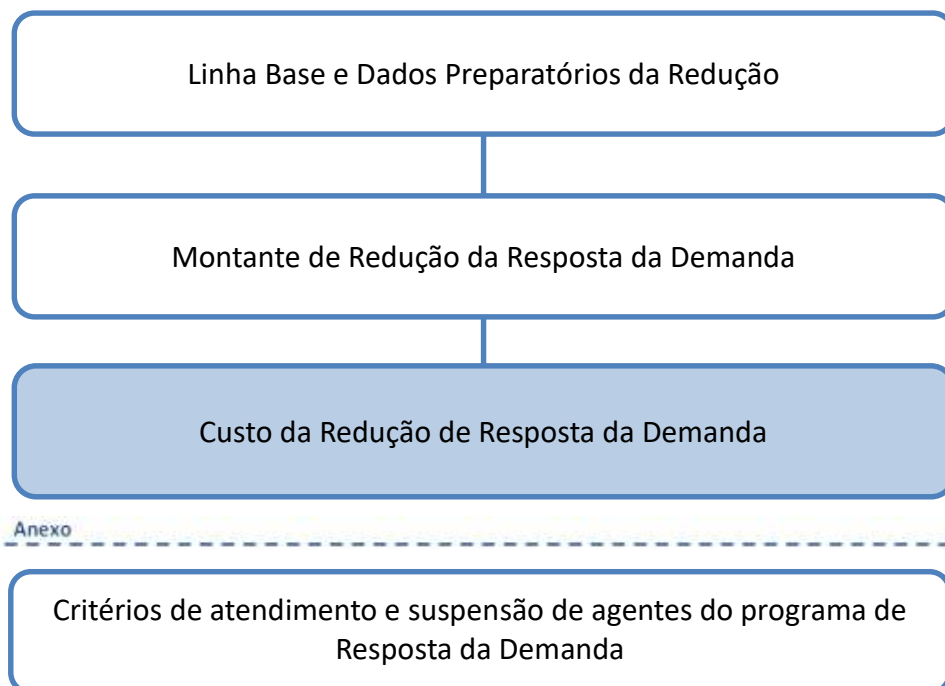 Linha Base e Dados Preparatórios da Redução
Montante de Redução da Resposta da Demanda
Custo da Redução de Resposta da Demanda
Anexo
Critérios de atendimento e suspensão de agentes do programa de
Resposta da Demanda